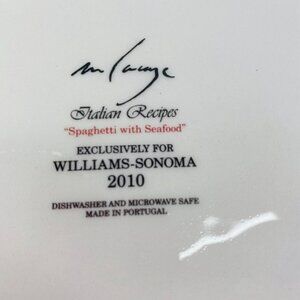 Italian Recipes
"Spaghetti with Seafood"
EXCLUSIVELY FOR
WILLIAMS-SONOMA
2010
DISHWASHER AND MICROWAVE SAFE
MADE IN PORTUGAL